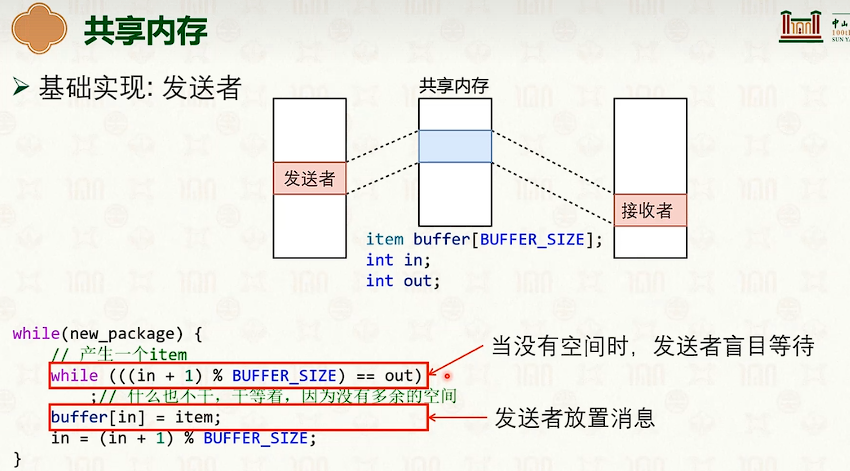 共享内存
中山
100th
SUN YA
➢ 基础实现: 发送者
共享内存
发送者
接收者
item buffer[BUFFER_SIZE];
int in;
int out;
while(new_package) {
// 产生一个item
while (((in + 1) % BUFFER_SIZE) == out)
;// 什么也不干，干等着，因为没有多余的空间
buffer[in] = item;
in = (in + 1) % BUFFER_SIZE;
}
当没有空间时，发送者盲目等待
发送者放置消息